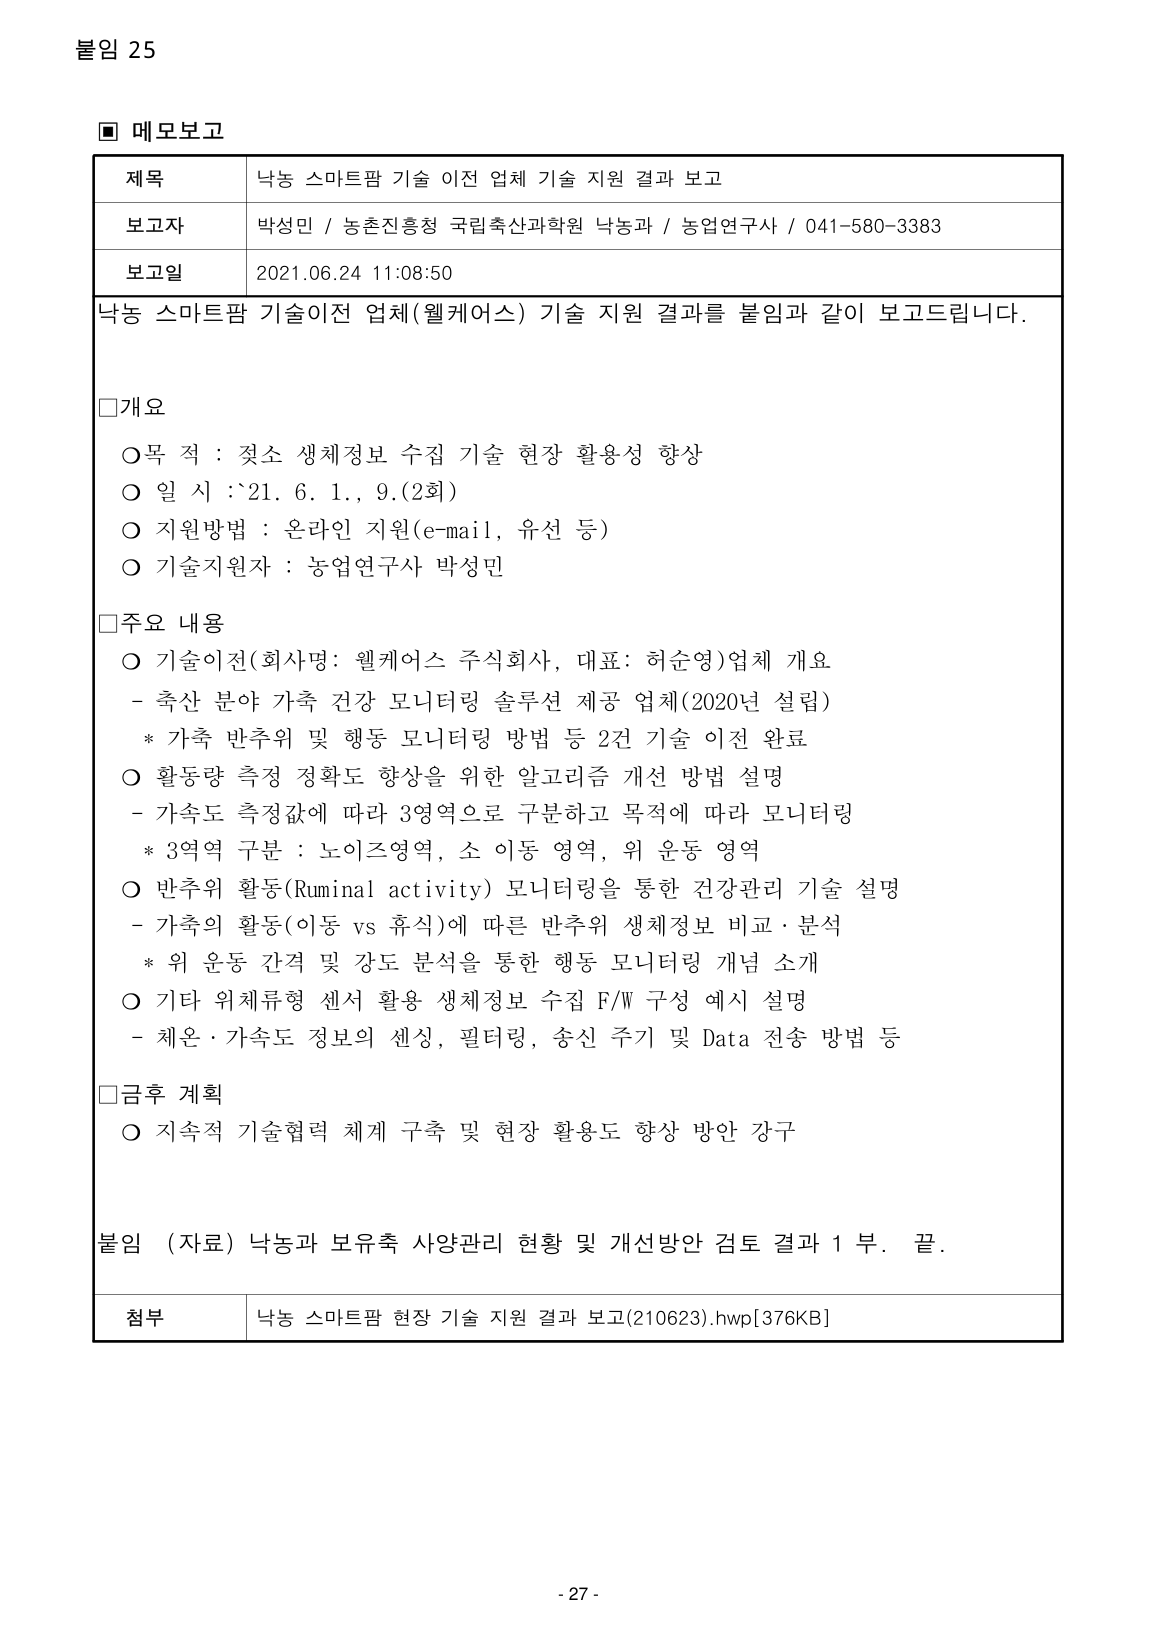 붙임 25
▣ 메모보고
제목 낙농 스마트팜 기술 이전 업체 기술 지원 결과 보고
보고자 박성민 / 농촌진흥청 국립축산과학원 낙농과 / 농업연구사 / 041-580-3383
보고일 2021.06.24 11:08:50
낙농 스마트팜 기술이전 업체(웰케어스) 기술 지원 결과를 붙임과 같이 보고드립니다.
□개요
❍목 적 : 젖소 생체정보 수집 기술 현장 활용성 향상
❍ 일 시 :`21. 6. 1., 9.(2회)
❍ 지원방법 : 온라인 지원(e-mail, 유선 등)
❍ 기술지원자 : 농업연구사 박성민
□주요 내용
❍ 기술이전(회사명: 웰케어스 주식회사, 대표: 허순영)업체 개요
- 축산 분야 가축 건강 모니터링 솔루션 제공 업체(2020년 설립)
* 가축 반추위 및 행동 모니터링 방법 등 2건 기술 이전 완료
❍ 활동량 측정 정확도 향상을 위한 알고리즘 개선 방법 설명
- 가속도 측정값에 따라 3영역으로 구분하고 목적에 따라 모니터링
* 3역역 구분 : 노이즈영역, 소 이동 영역, 위 운동 영역
❍ 반추위 활동(Ruminal activity) 모니터링을 통한 건강관리 기술 설명
- 가축의 활동(이동 vs 휴식)에 따른 반추위 생체정보 비교·분석
* 위 운동 간격 및 강도 분석을 통한 행동 모니터링 개념 소개
❍ 기타 위체류형 센서 활용 생체정보 수집 F/W 구성 예시 설명
- 체온·가속도 정보의 센싱, 필터링, 송신 주기 및 Data 전송 방법 등
□금후 계획
❍ 지속적 기술협력 체계 구축 및 현장 활용도 향상 방안 강구
붙임 (자료) 낙농과 보유축 사양관리 현황 및 개선방안 검토 결과 1 부. 끝.
첨부 낙농 스마트팜 현장 기술 지원 결과 보고(210623).hwp[376KB]
- 27 -